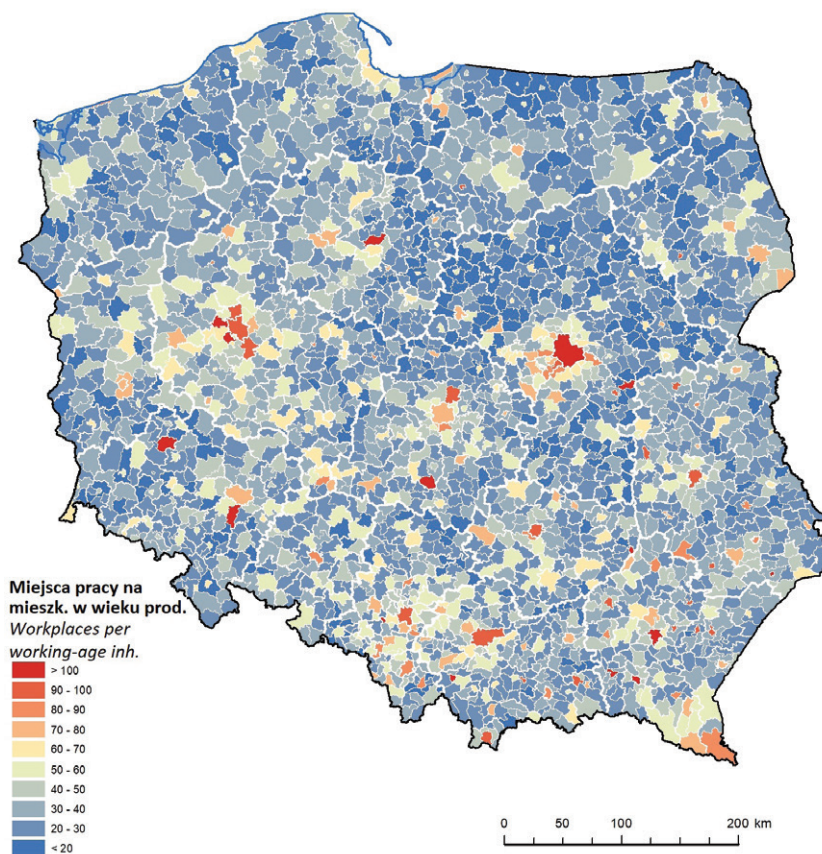 Miejsca pracy na
mieszk. w wieku prod.
Workplaces per
working-age inh.
> 100
90 - 100
80 - 90
70 - 80
60 - 70
50 - 60
40 - 50
30 - 40
20 - 30
< 20
0 50 100 200 km